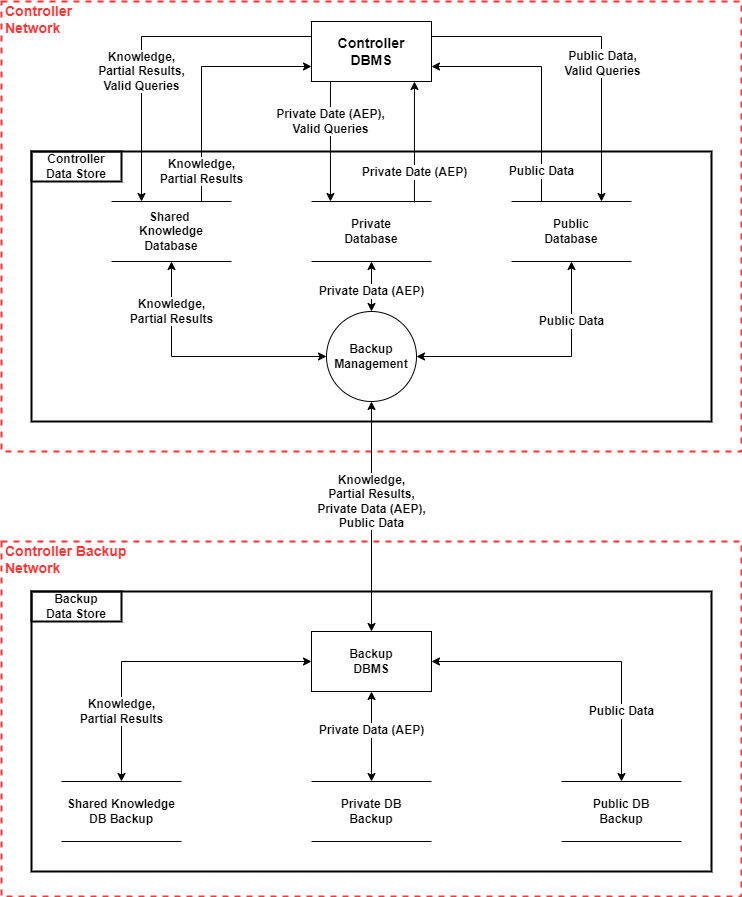 Controller
Network
Controller
DBMS
Knowledge,
Partial Results,
Valid Queries
Private Date (AEP),
Valid Queries
Public Data,
Valid Queries
Controller
Data Store
Knowledge,
Partial Results
Private Date (AEP)
Public Data
Shared
Knowledge
Database
Private
Database
Public
Database
Knowledge,
Partial Results
Private Data (AEP)
Public Data
Backup
Management
Knowledge,
Partial Results,
Private Data (AEP),
Public Data
Controller Backup
Network
Backup
Data Store
Backup
DBMS
Knowledge,
Partial Results
Private Data (AEP)
Public Data
Shared Knowledge
DB Backup
Private DB
Backup
Public DB
Backup